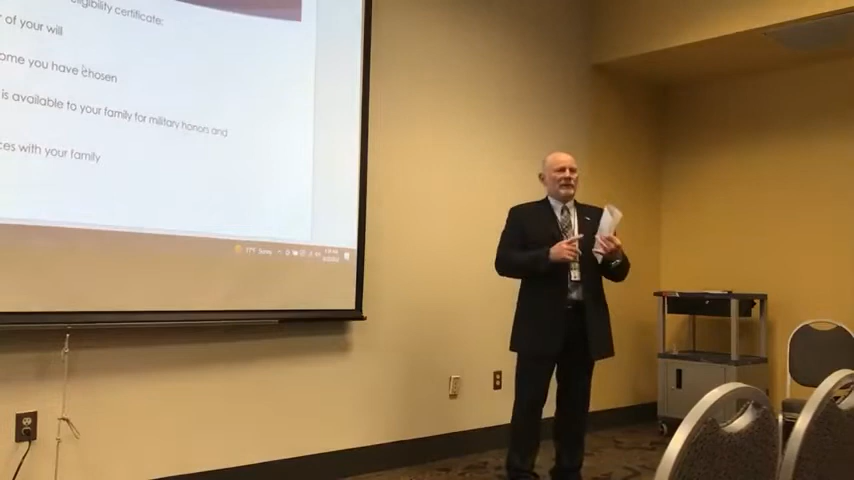 eligibility certificate:
of your will
ome you have chosen
is available to your family for military honors and
ces with your family